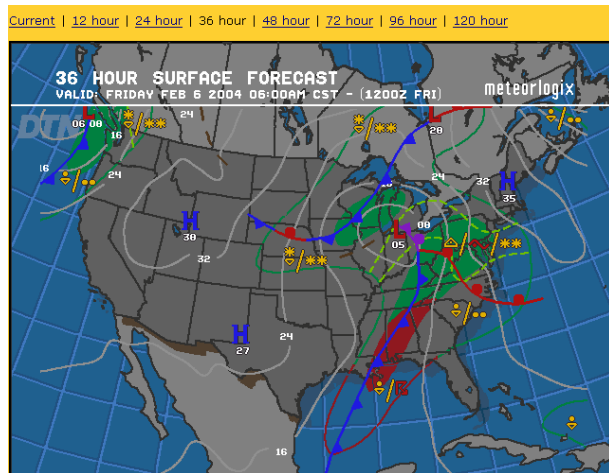 Current | 12 hour | 24 hour | 36 hour | 48 hour | 72 hour | 96 hour | 120 hour
36 HOUR SURFACE FORECAST
VALID: FRIDAY FEB 6 2004 06:00AM CST - (1200Z FRI)
meteorlogix
DTN
L
06 00
16
24
L
28
16
24
24
32
H
35
H
30
32
L
00
05
H
27
24
16